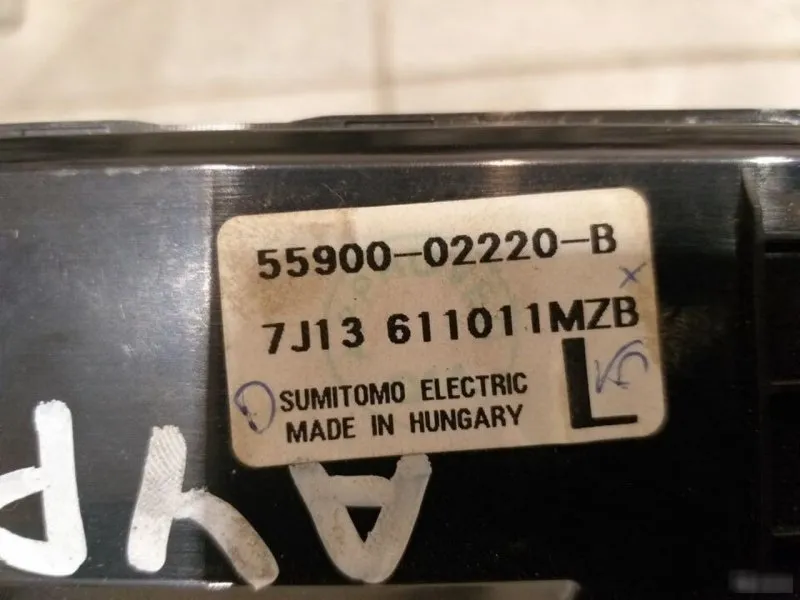 55900-02220-B
7J13 611011MZB
SUMITOMO ELECTRIC
MADE IN HUNGARY
L